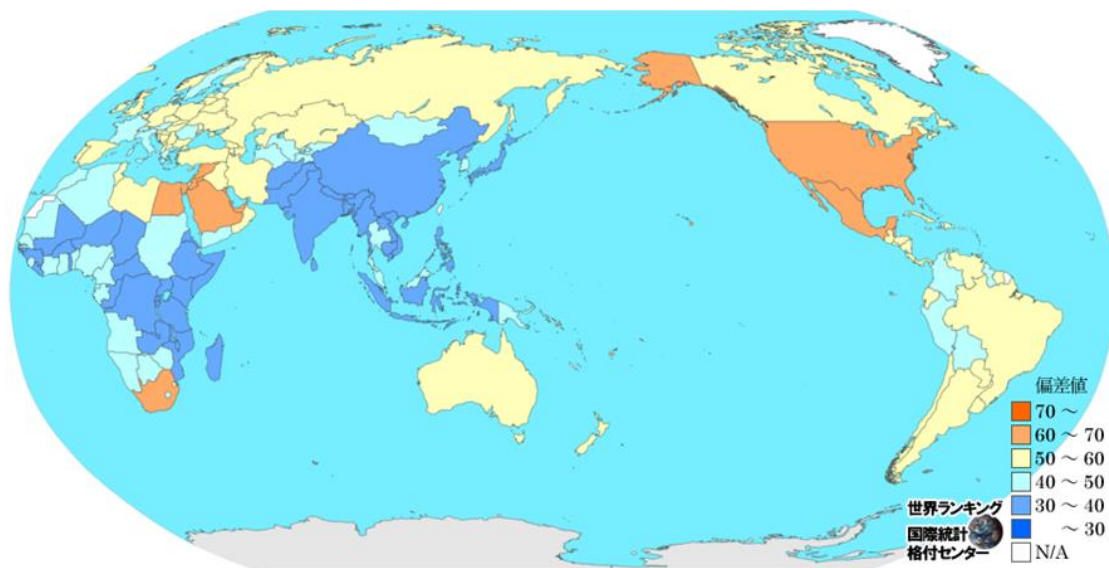 偏差値
70 ～
60 ～ 70
50 ～ 60
40 ～ 50
30 ～ 40
～ 30
N/A
世界ランキング
国際統計
格付センター